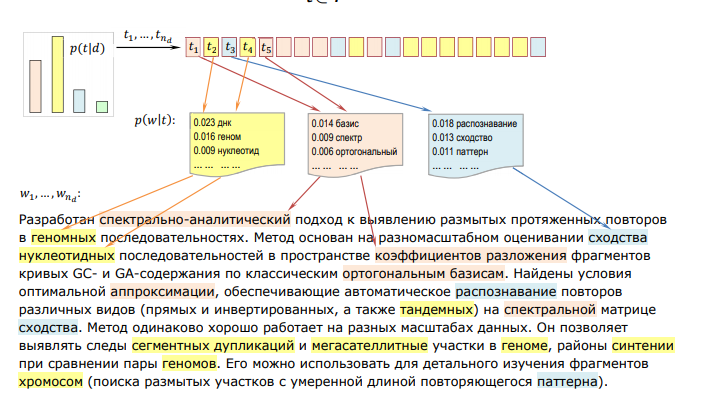 p(t|d)
t₁,…,t_{n_d}
t₁ t₂ t₃ t₄ t₅
p(w|t):
0.023 днк
0.016 геном
0.009 нуклеотид
… … … …
0.014 базис
0.009 спектр
0.006 ортогональный
… … … …
0.018 распознавание
0.013 сходство
0.011 паттерн
… … … …
w₁,…,w_{n_d}:
Разработан спектрально-аналитический подход к выявлению размытых протяженных повторов
в геномных последовательностях. Метод основан на разномасштабном оценивании сходства
нуклеотидных последовательностей в пространстве коэффициентов разложения фрагментов
кривых GC- и GA-содержания по классическим ортогональным базисам. Найдены условия
оптимальной аппроксимации, обеспечивающие автоматическое распознавание повторов
различных видов (прямых и инвертированных, а также тандемных) на спектральной матрице
сходства. Метод одинаково хорошо работает на разных масштабах данных. Он позволяет
выявлять следы сегментных дупликаций и мегасателлитные участки в геноме, районы синтении
при сравнении пары геномов. Его можно использовать для детального изучения фрагментов
хромосом (поиска размытых участков с умеренной длиной повторяющегося паттерна).